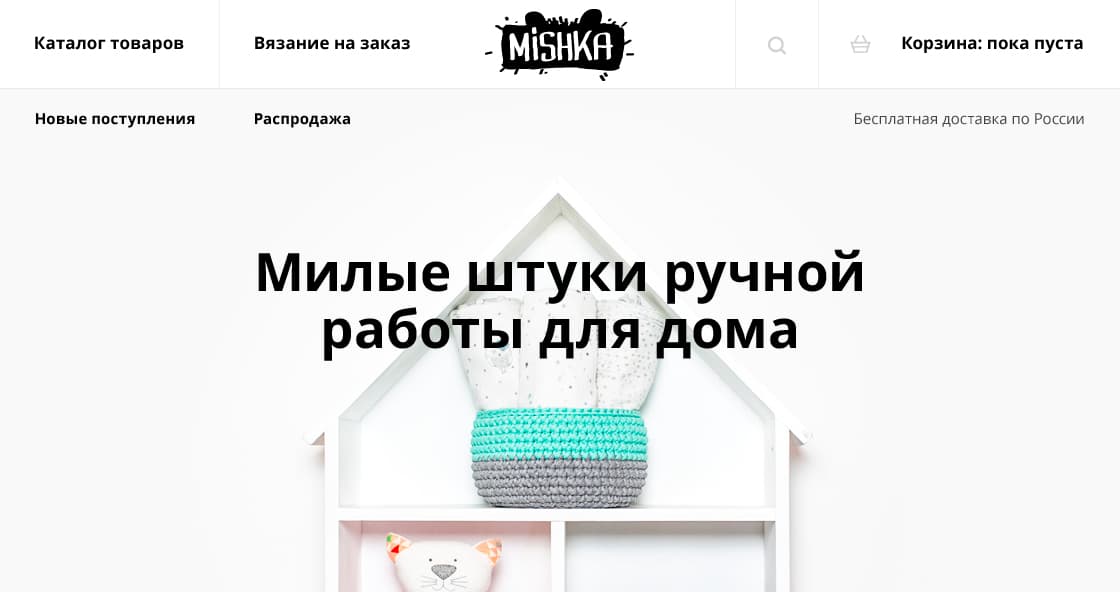 Каталог товаров
Вязание на заказ
MiSHKA
Корзина: пока пуста
Новые поступления
Распродажа
Бесплатная доставка по России
Милые штуки ручной
работы для дома